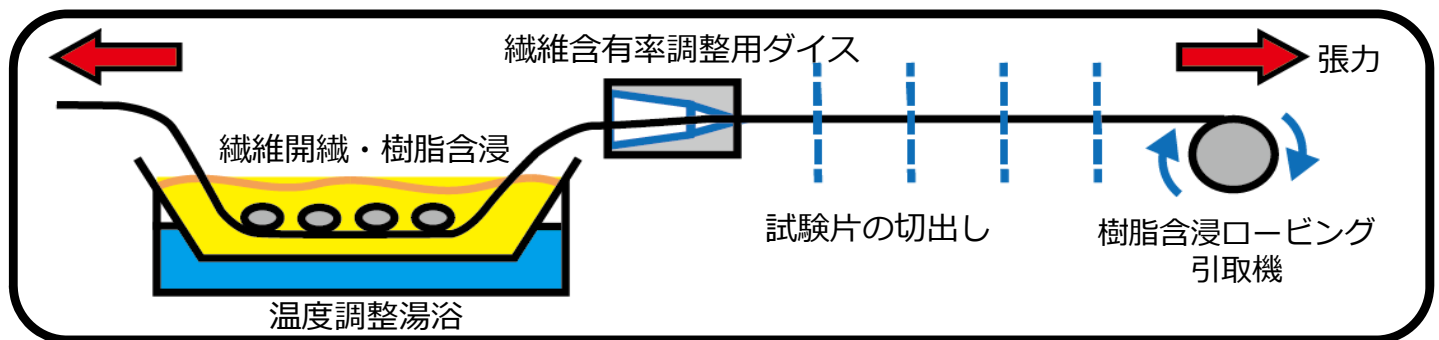 繊維含有率調整用ダイス
張力
繊維開繊・樹脂含浸
試験片の切出し
樹脂含浸ロービング
引取機
温度調整湯浴